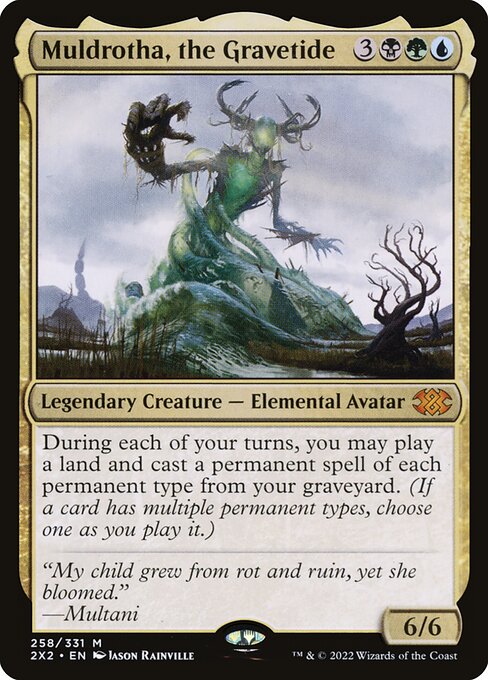 Muldrotha, the Gravetide 3
Legendary Creature — Elemental Avatar
During each of your turns, you may play
a land and cast a permanent spell of each
permanent type from your graveyard. (If
a card has multiple permanent types, choose
one as you play it.)
“My child grew from rot and ruin, yet she
bloomed.”
—Multani
6/6
258/331 M
2X2 • EN Jason Rainville ™ & © 2022 Wizards of the Coast